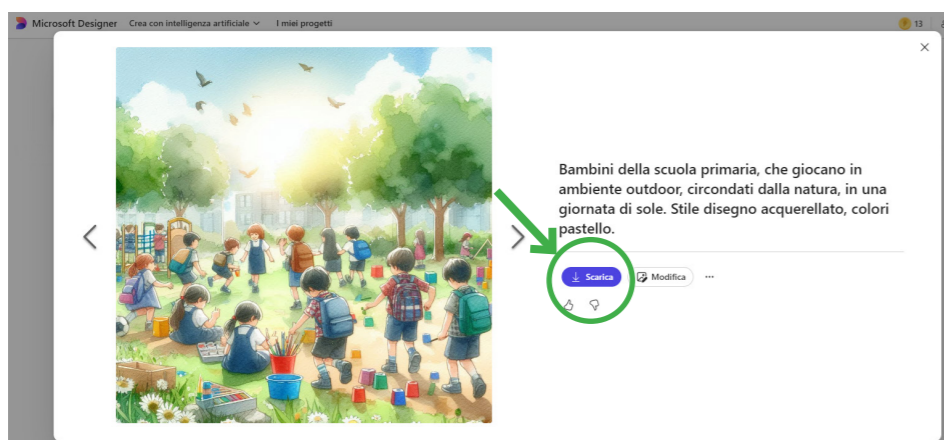 Microsoft Designer Crea con intelligenza artificiale I miei progetti 13
Bambini della scuola primaria, che giocano in
ambiente outdoor, circondati dalla natura, in una
giornata di sole. Stile disegno acquerellato, colori
pastello.
Scarica Modifica ...